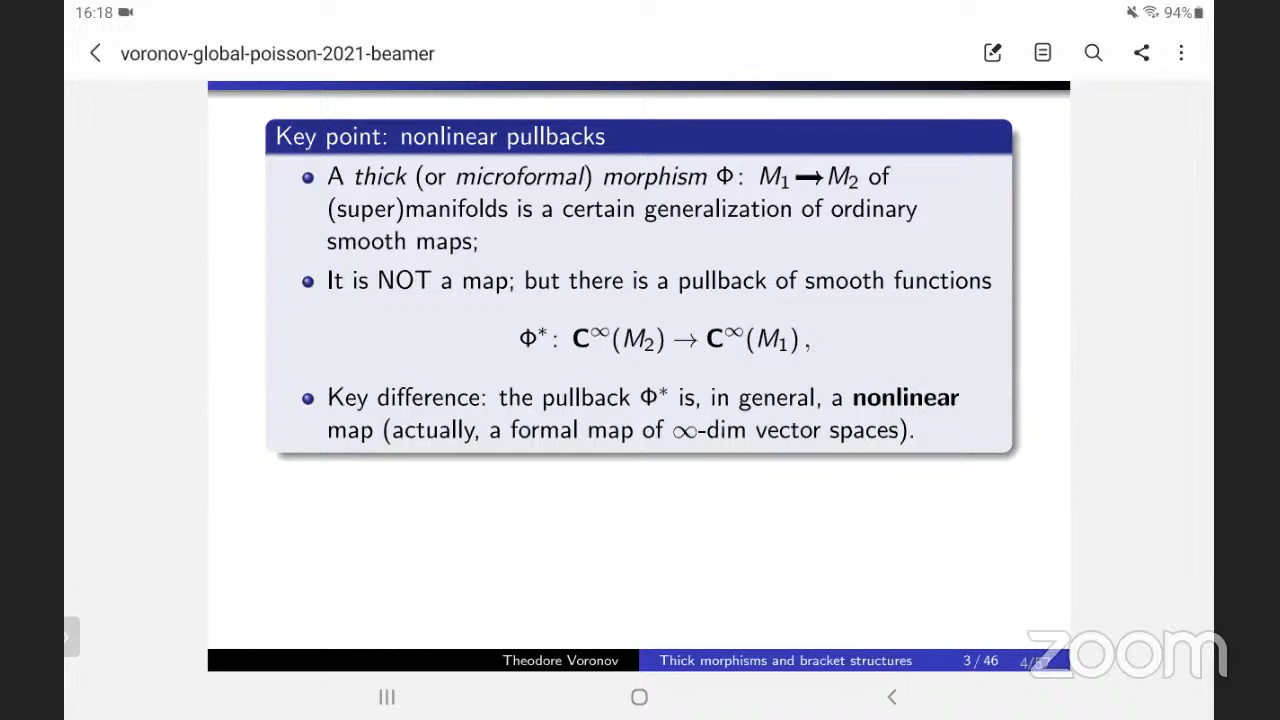 16:18
94%
voronov-global-poisson-2021-beamer
Key point: nonlinear pullbacks
A thick (or microformal) morphism Φ: M₁ ➞ M₂ of
(super)manifolds is a certain generalization of ordinary
smooth maps;
It is NOT a map; but there is a pullback of smooth functions
Φ*: C^∞(M₂) → C^∞(M₁),
Key difference: the pullback Φ* is, in general, a nonlinear
map (actually, a formal map of ∞-dim vector spaces).
Theodore Voronov
Thick morphisms and bracket structures
3 / 46
zoom